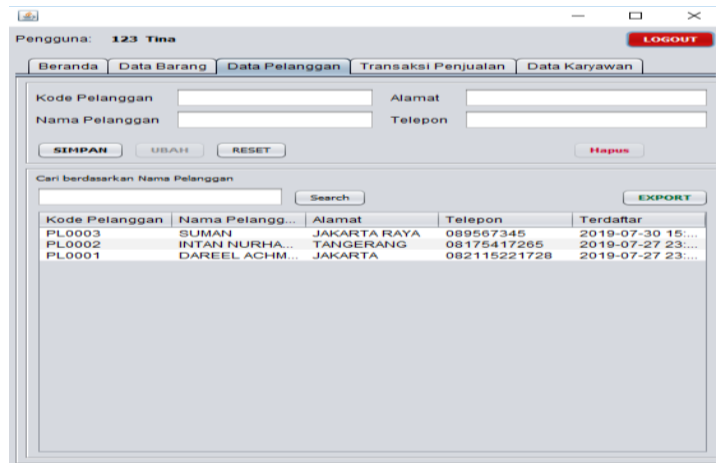 Pengguna: 123 Tina LOGOUT
Beranda Data Barang Data Pelanggan Transaksi Penjualan Data Karyawan
Kode Pelanggan Alamat
Nama Pelanggan Telepon
SIMPAN UBAH RESET Hapus
Cari berdasarkan Nama Pelanggan
Search EXPORT
Kode Pelanggan Nama Pelangg... Alamat Telepon Terdaftar
PL0003 SUMAN JAKARTA RAYA 089567345 2019-07-30 15:...
PL0002 INTAN NURHA... TANGERANG 08175417265 2019-07-27 23:...
PL0001 DAREEL ACHM... JAKARTA 082115221728 2019-07-27 23:...